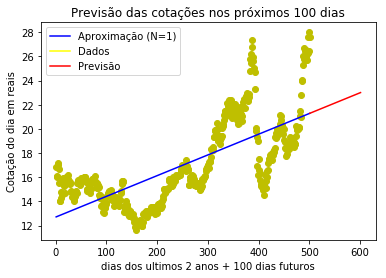 Previsão das cotações nos próximos 100 dias
Aproximação (N=1)
Dados
Previsão
Cotação do dia em reais
28
26
24
22
20
18
16
14
12
0 100 200 300 400 500 600
dias dos ultimos 2 anos + 100 dias futuros